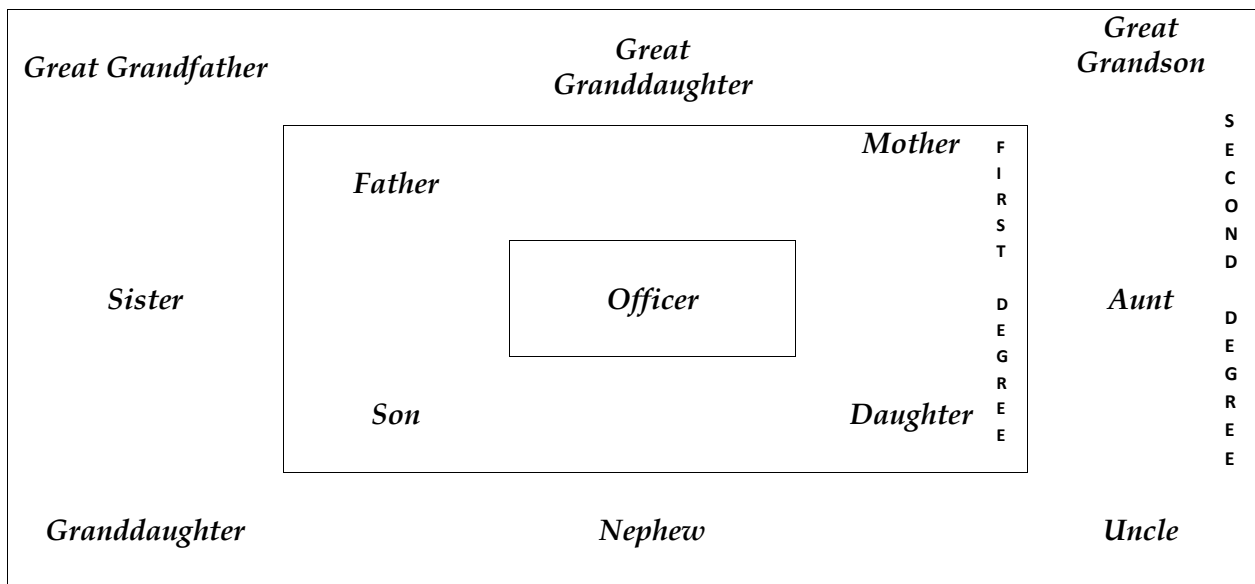 Great Grandfather
Great
Granddaughter
Great
Grandson
Mother
Father
FIRST DEGREE
SECOND DEGREE
Sister
Officer
Aunt
Son
Daughter
Granddaughter
Nephew
Uncle